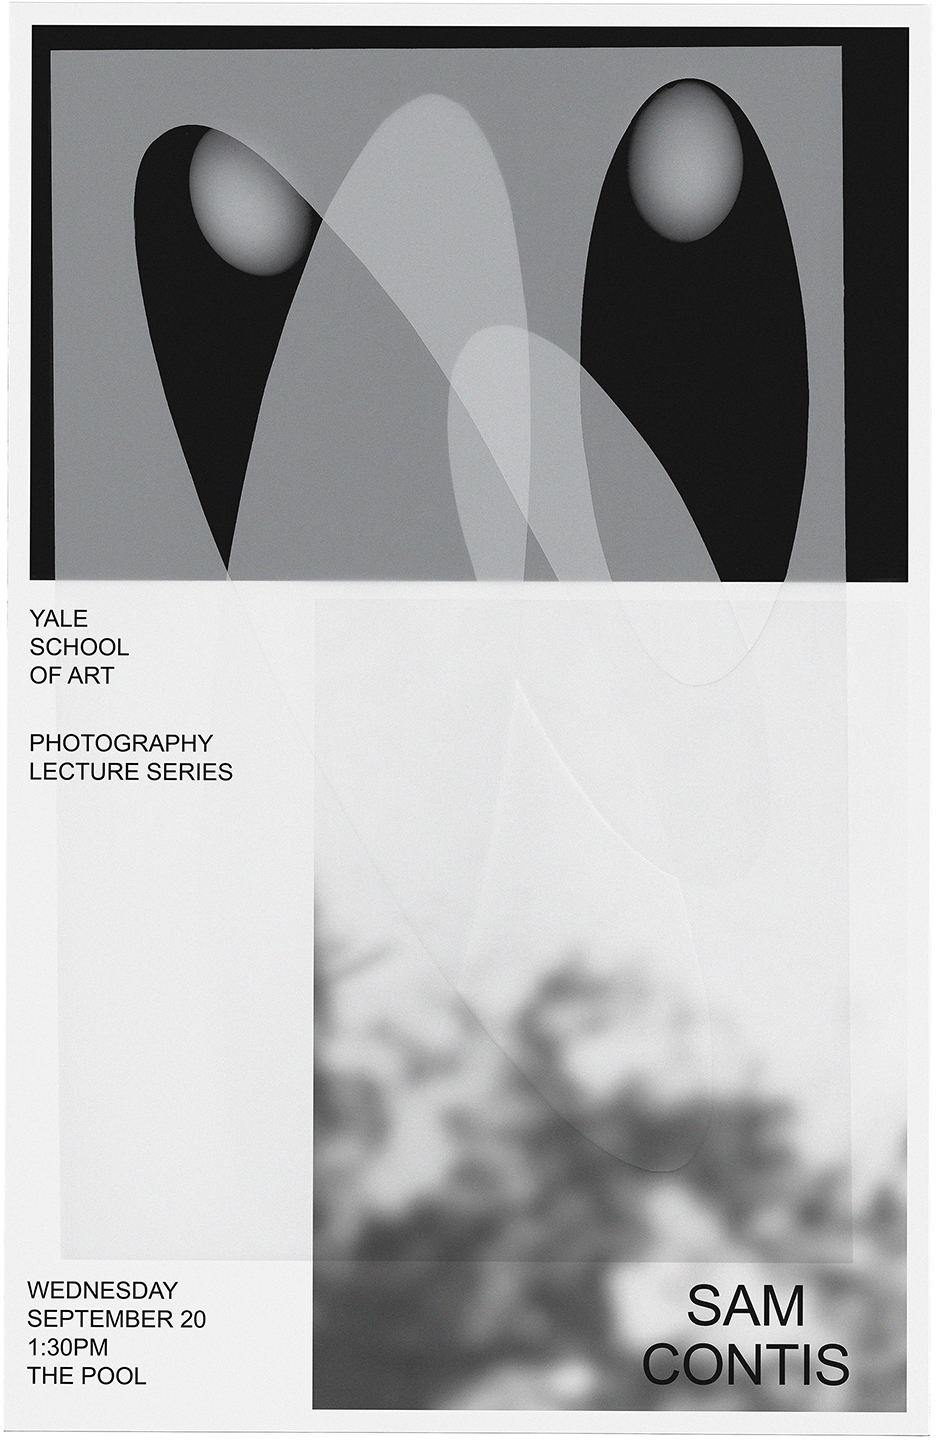 YALE
SCHOOL
OF ART
PHOTOGRAPHY
LECTURE SERIES
WEDNESDAY
SEPTEMBER 20
1:30PM
THE POOL
SAM
CONTIS